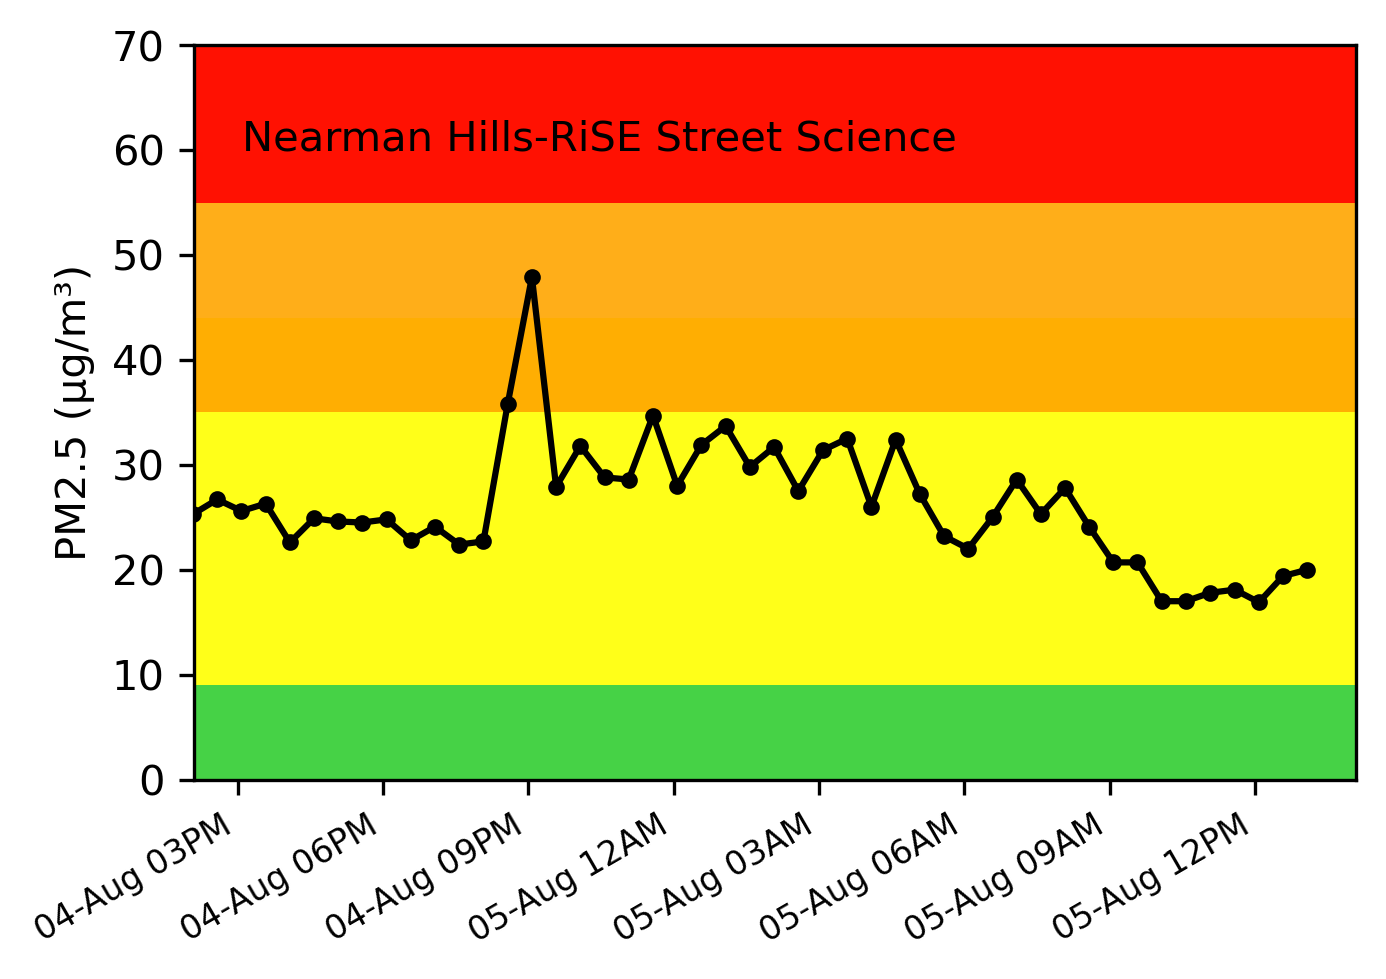 70
60
50
40
30
20
10
0
PM2.5 (µg/m³)
Nearman Hills-RiSE Street Science
04-Aug 03PM
04-Aug 06PM
04-Aug 09PM
05-Aug 12AM
05-Aug 03AM
05-Aug 06AM
05-Aug 09AM
05-Aug 12PM